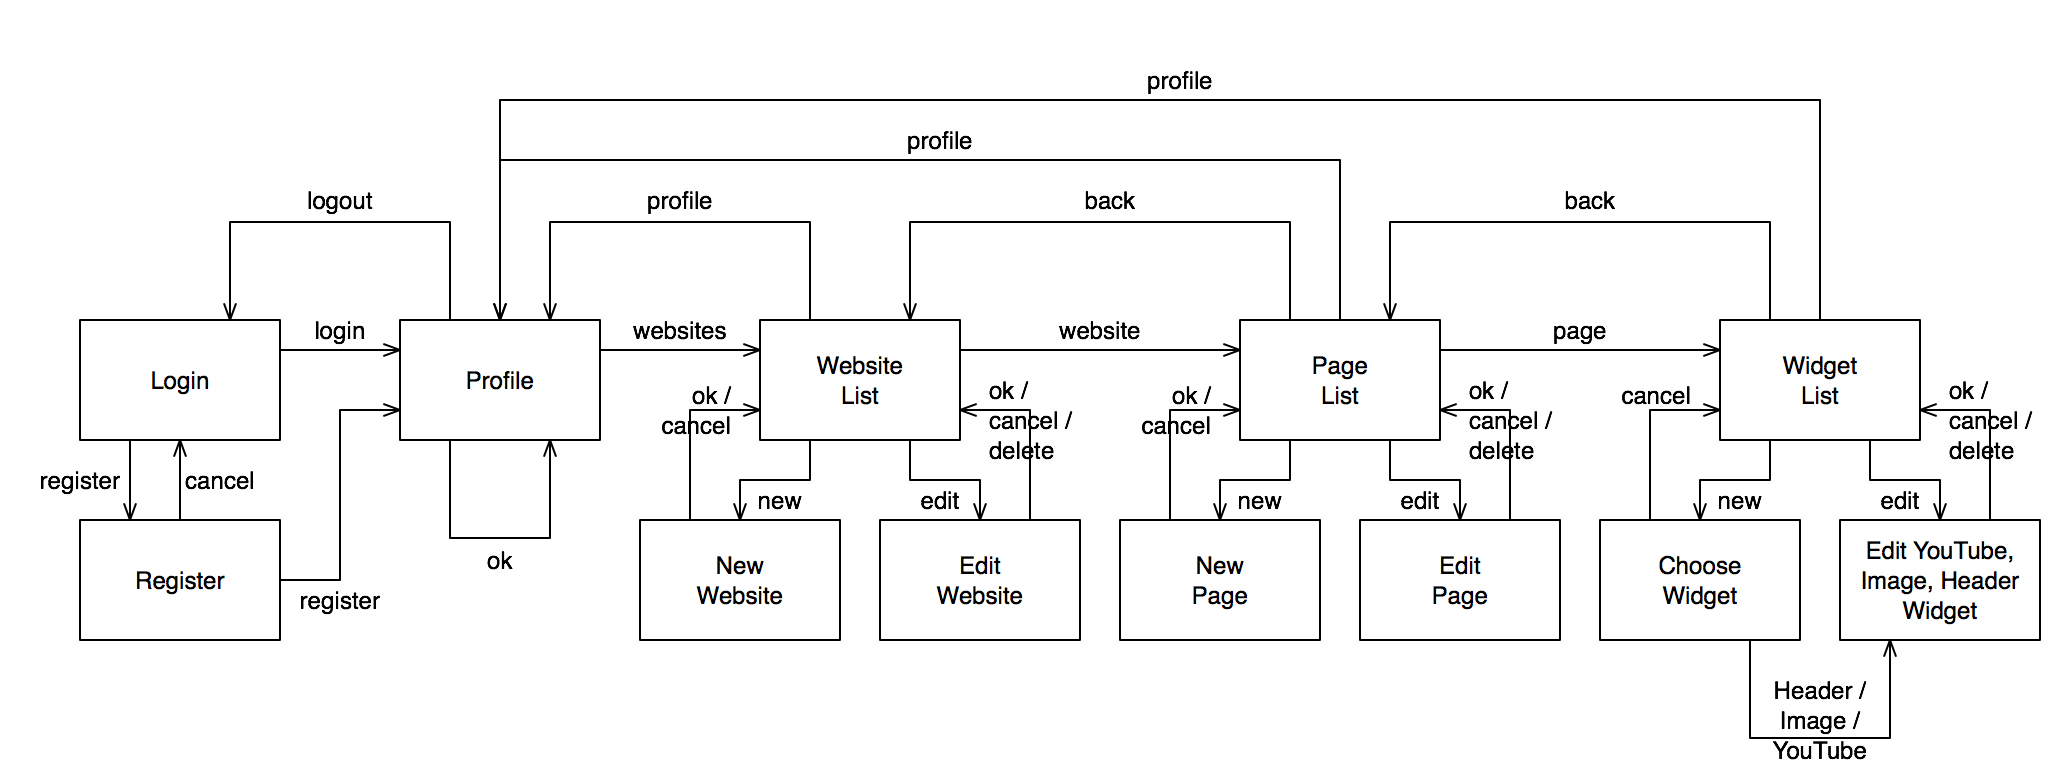 profile
profile
logout
profile
back
back
login
websites
website
page
Login
Profile
Website
List
Page
List
Widget
List
ok /
cancel
ok /
cancel /
delete
ok /
cancel
ok /
cancel /
delete
cancel
ok /
cancel /
delete
register
cancel
new
edit
new
edit
new
edit
Register
register
ok
New
Website
Edit
Website
New
Page
Edit
Page
Choose
Widget
Edit YouTube,
Image, Header
Widget
Header /
Image /
YouTube